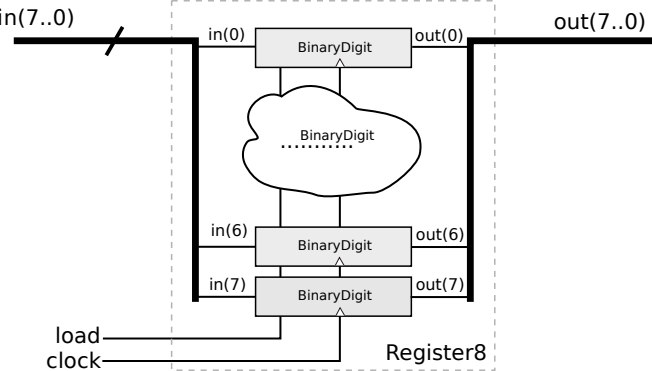 in(7..0)
out(7..0)
in(0)
BinaryDigit
out(0)
BinaryDigit
...........
in(6)
BinaryDigit
out(6)
in(7)
BinaryDigit
out(7)
load
clock
Register8